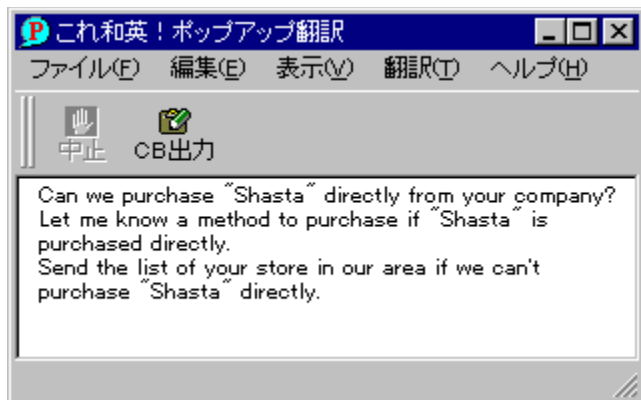 これ和英！ポップアップ翻訳
ファイル(F) 編集(E) 表示(V) 翻訳(T) ヘルプ(H)
中止 CB出力
Can we purchase "Shasta" directly from your company?
Let me know a method to purchase if "Shasta" is
purchased directly.
Send the list of your store in our area if we can't
purchase "Shasta" directly.